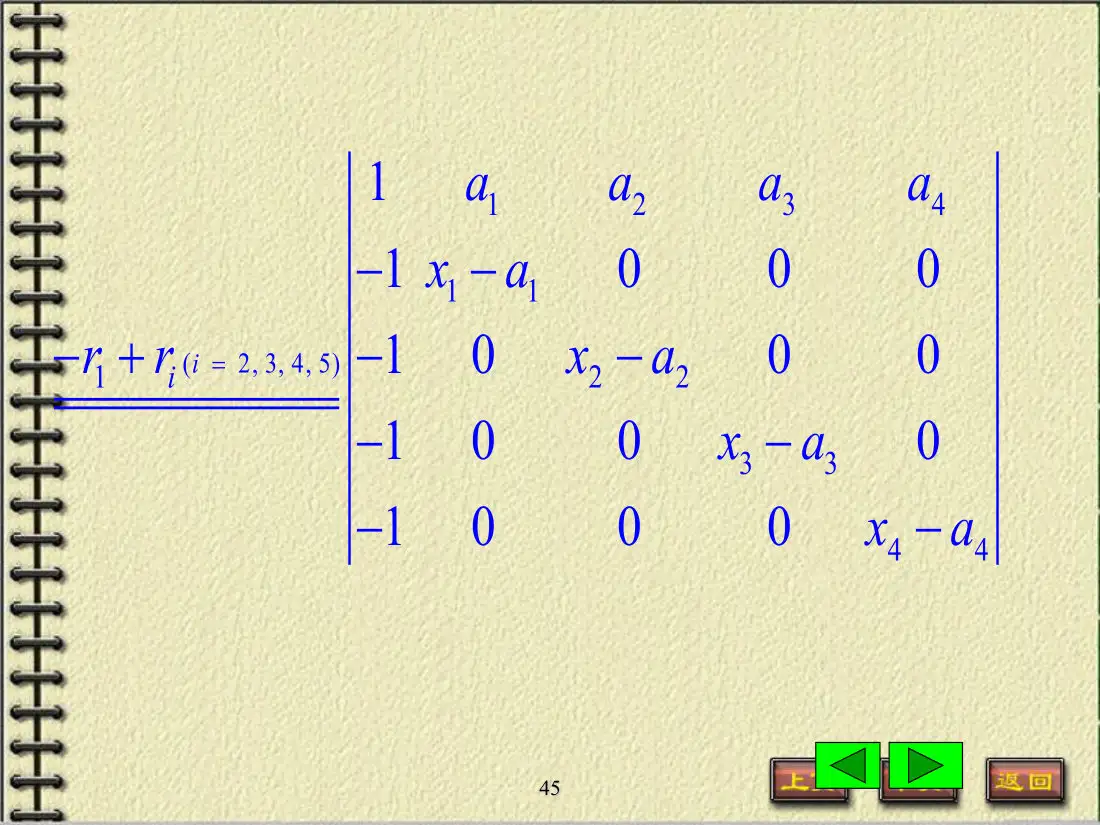 1 a₁ a₂ a₃ a₄
−1 x₁ − a₁ 0 0 0
−r₁ + rᵢ (i = 2, 3, 4, 5) −1 0 x₂ − a₂ 0 0
−1 0 0 x₃ − a₃ 0
−1 0 0 0 x₄ − a₄
45
上 返回